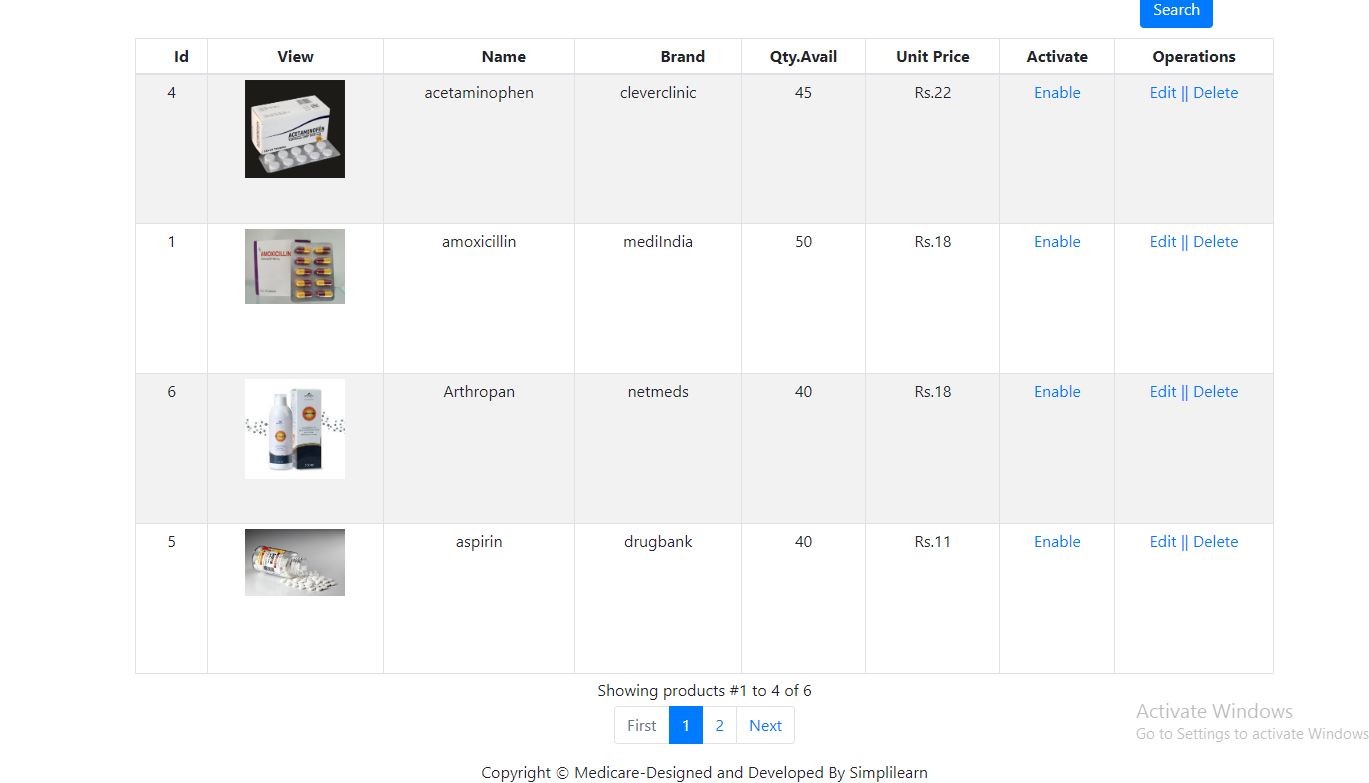 Search
Id View Name Brand Qty.Avail Unit Price Activate Operations
4 acetaminophen cleverclinic 45 Rs.22 Enable Edit || Delete
ACETAMINOFÉN
1 amoxicillin mediIndia 50 Rs.18 Enable Edit || Delete
AMOXICILLIN
6 Arthropan netmeds 40 Rs.18 Enable Edit || Delete
5 aspirin drugbank 40 Rs.11 Enable Edit || Delete
Showing products #1 to 4 of 6
First 1 2 Next
Activate Windows
Go to Settings to activate Windows
Copyright © Medicare-Designed and Developed By Simplilearn